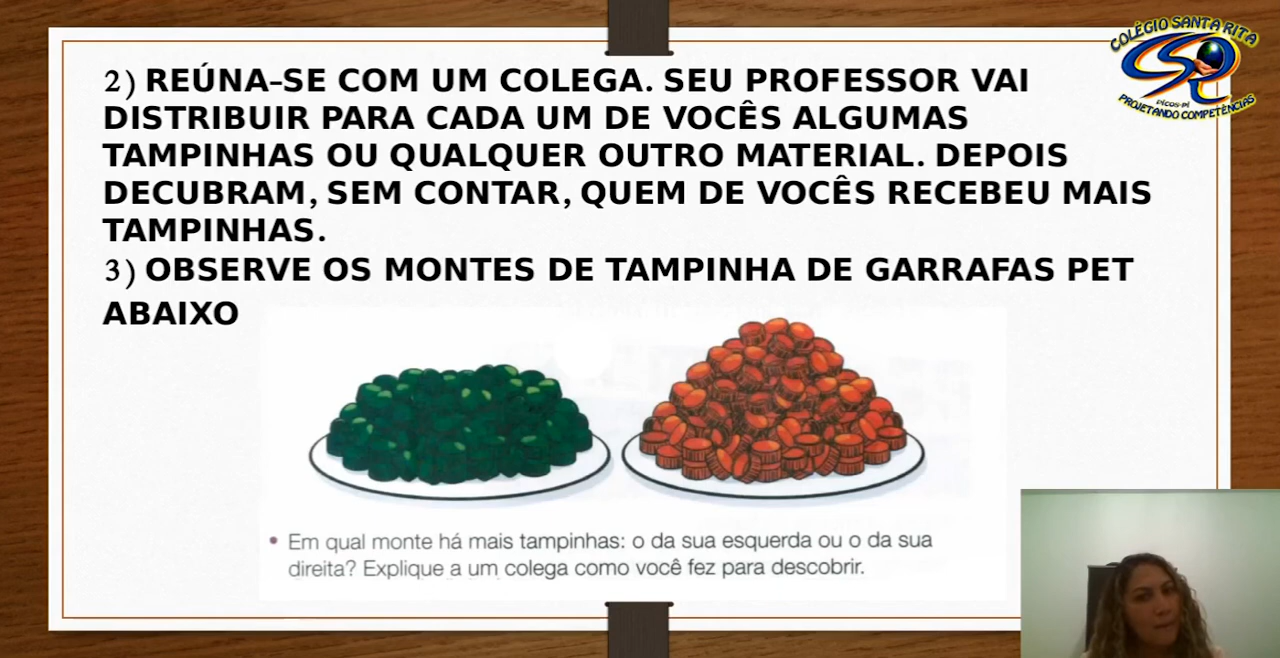 COLÉGIO SANTA RITA
PICOS-PI
PROJETANDO COMPETÊNCIAS
2) REÚNA-SE COM UM COLEGA. SEU PROFESSOR VAI
DISTRIBUIR PARA CADA UM DE VOCÊS ALGUMAS
TAMPINHAS OU QUALQUER OUTRO MATERIAL. DEPOIS
DECUBRAM, SEM CONTAR, QUEM DE VOCÊS RECEBEU MAIS
TAMPINHAS.
3) OBSERVE OS MONTES DE TAMPINHA DE GARRAFAS PET
ABAIXO
• Em qual monte há mais tampinhas: o da sua esquerda ou o da sua
direita? Explique a um colega como você fez para descobrir.